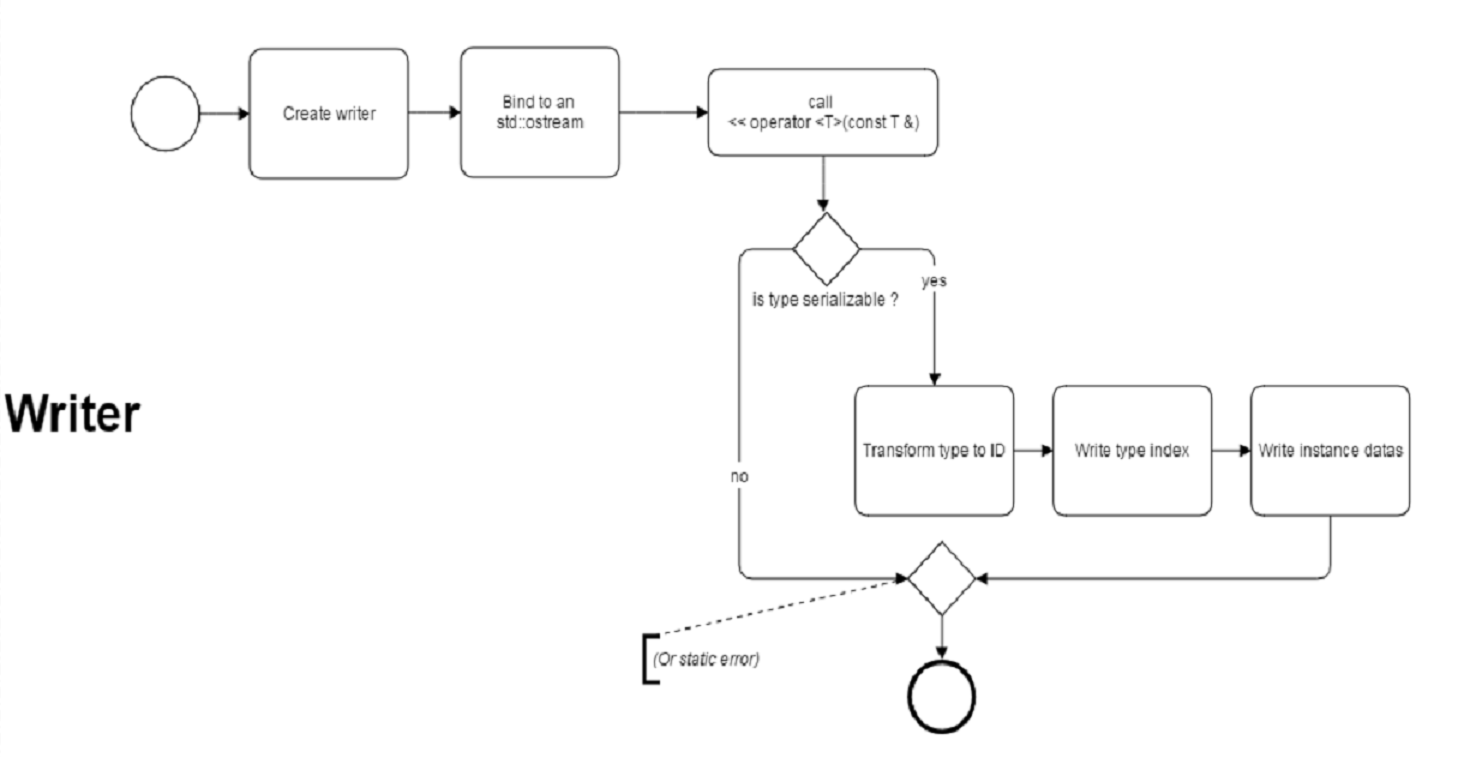 Create writer
Bind to an
std::ostream
call
<< operator <T>(const T &)
is type serializable ?
yes
Writer
Transform type to ID
Write type index
Write instance datas
no
(Or static error)